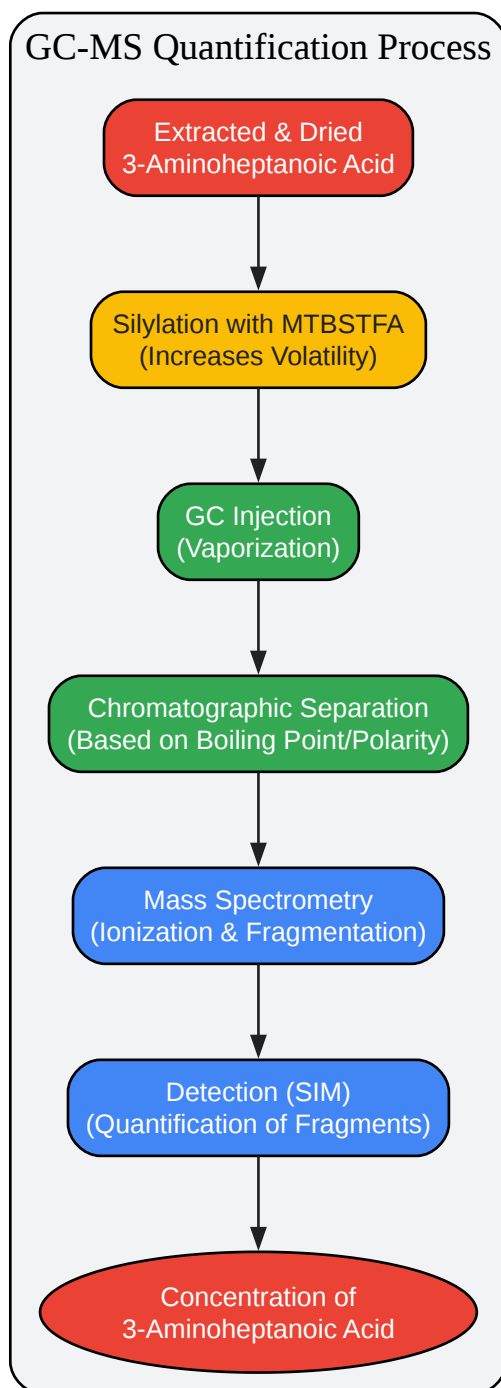 GC-MS Quantification Process
Extracted & Dried
3-Aminoheptanoic Acid
Silylation with MTBSTFA
(Increases Volatility)
GC Injection
(Vaporization)
Chromatographic Separation
(Based on Boiling Point/Polarity)
Mass Spectrometry
(Ionization & Fragmentation)
Detection (SIM)
(Quantification of Fragments)
Concentration of
3-Aminoheptanoic Acid